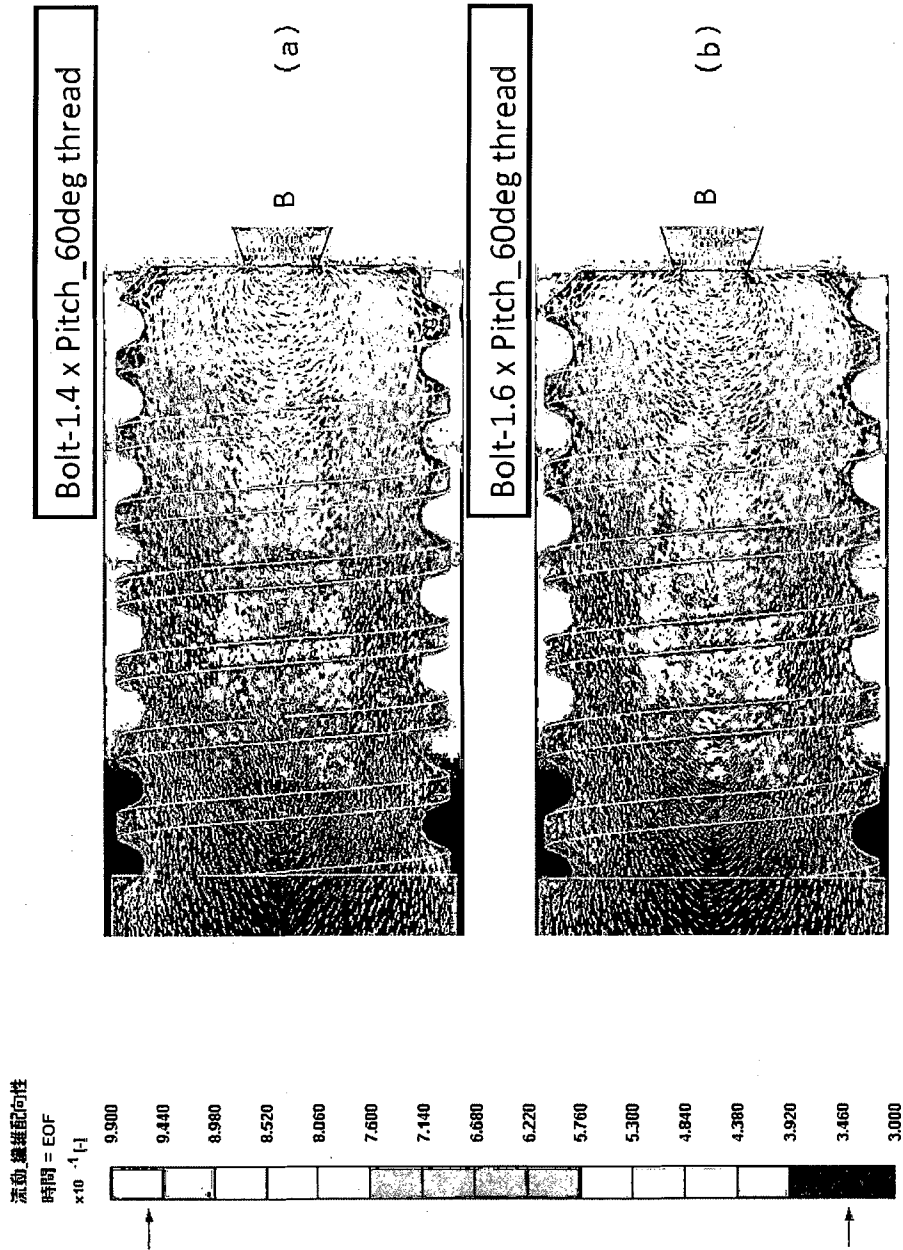 Bolt-1.4 x Pitch_60deg thread
(a)
B
Bolt-1.6 x Pitch_60deg thread
(b)
B
流動_繊維配向性
時間 = EOF
x10 -1 [-]
9.900
9.440
8.980
8.520
8.060
7.600
7.140
6.680
6.220
5.760
5.300
4.840
4.380
3.920
3.460
3.000